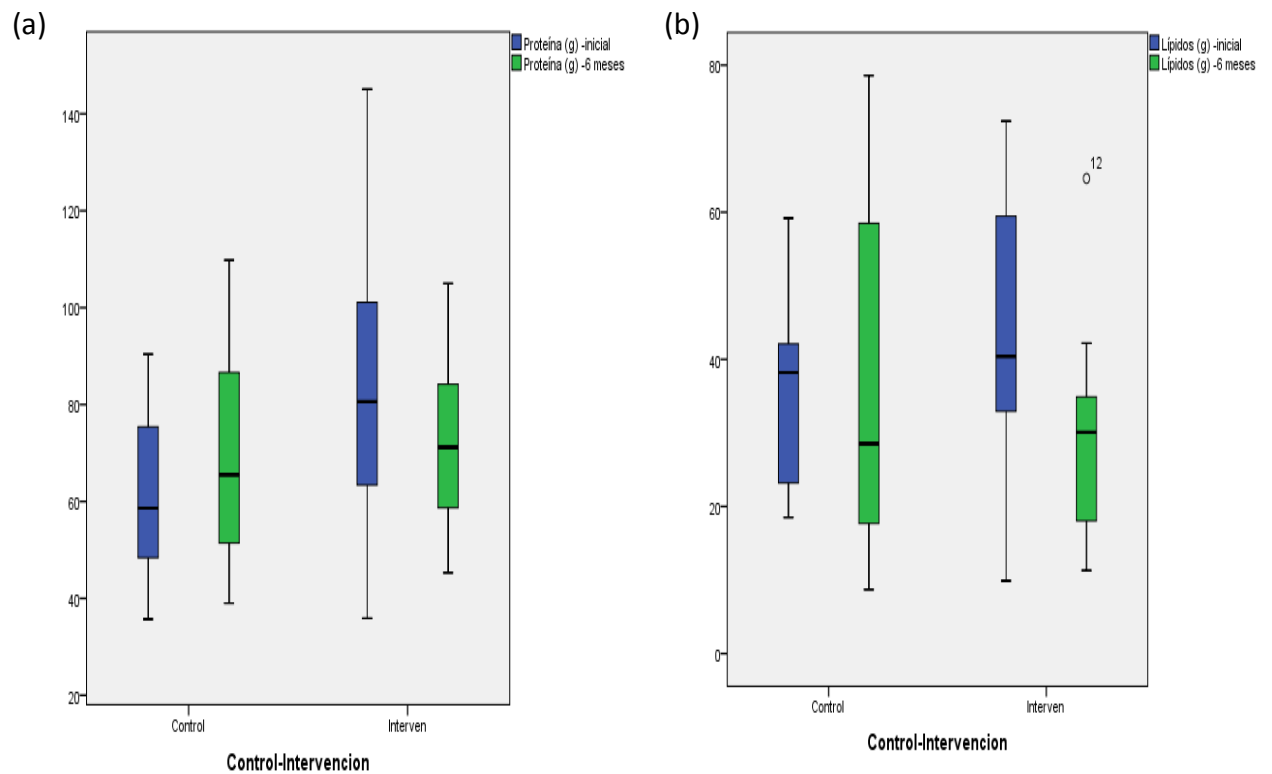 (a)
Proteína (g) -inicial
Proteína (g) -6 meses
140
120
100
80
60
40
20
Control
Interven
Control-Intervencion
(b)
Lípidos (g) -inicial
Lípidos (g) -6 meses
80
60
40
20
0
12
Control
Interven
Control-Intervencion